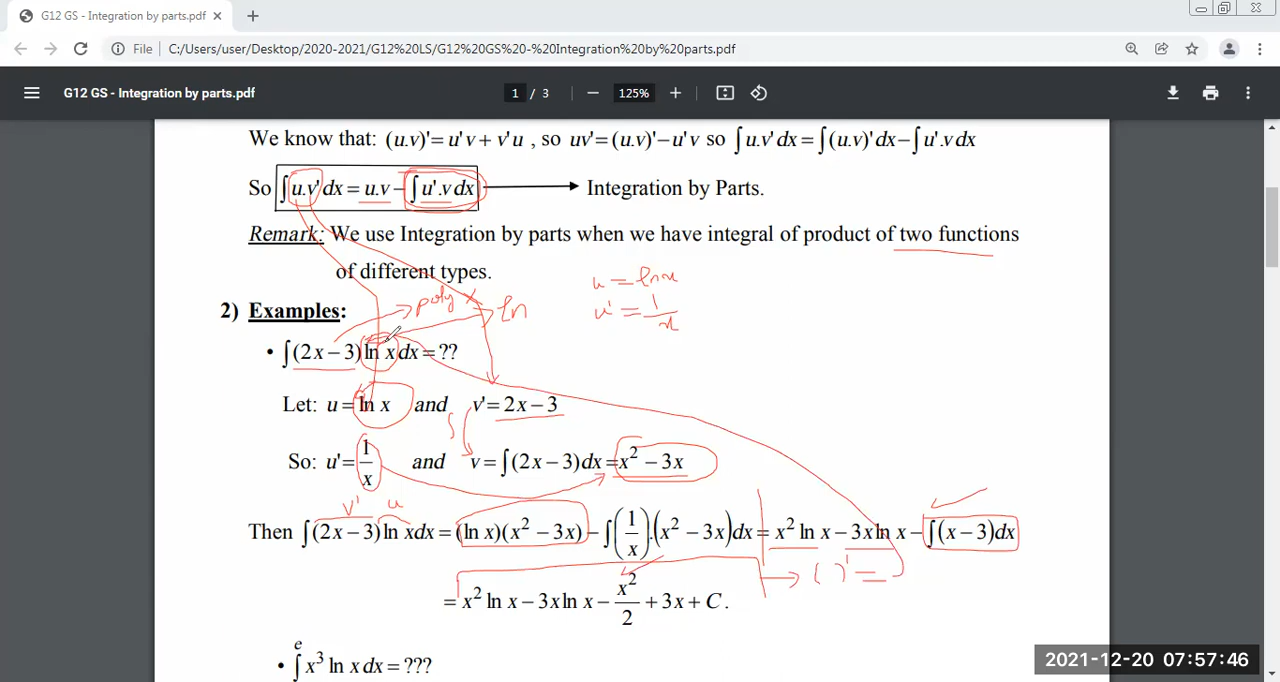 G12 GS - Integration by parts.pdf
File | C:/Users/user/Desktop/2020-2021/G12%20LS/G12%20GS%20-%20Integration%20by%20parts.pdf
G12 GS - Integration by parts.pdf 1 / 3 125%
We know that: (u.v)'= u'v + v'u , so uv'= (u.v)'− u'v so ∫u.v'dx = ∫(u.v)'dx − ∫u'.v dx
So ∫u.v'dx = u.v − ∫u'.v dx Integration by Parts.
Remark: We use Integration by parts when we have integral of product of two functions
of different types.
u = ln x
poly x ln
u' = 1/x
2) Examples:
• ∫(2x − 3)ln x dx = ??
Let: u = ln x and v'= 2x − 3
∫
So: u'= 1/x and v = ∫(2x − 3)dx = x² − 3x
v' u
Then ∫(2x − 3)ln xdx = (ln x)(x² − 3x) − ∫(1/x).(x² − 3x)dx = x² ln x − 3x ln x − ∫(x − 3)dx
( )' =
= x² ln x − 3x ln x − x²/2 + 3x + C.
• ∫e x³ ln x dx = ???
2021-12-20 07:57:46